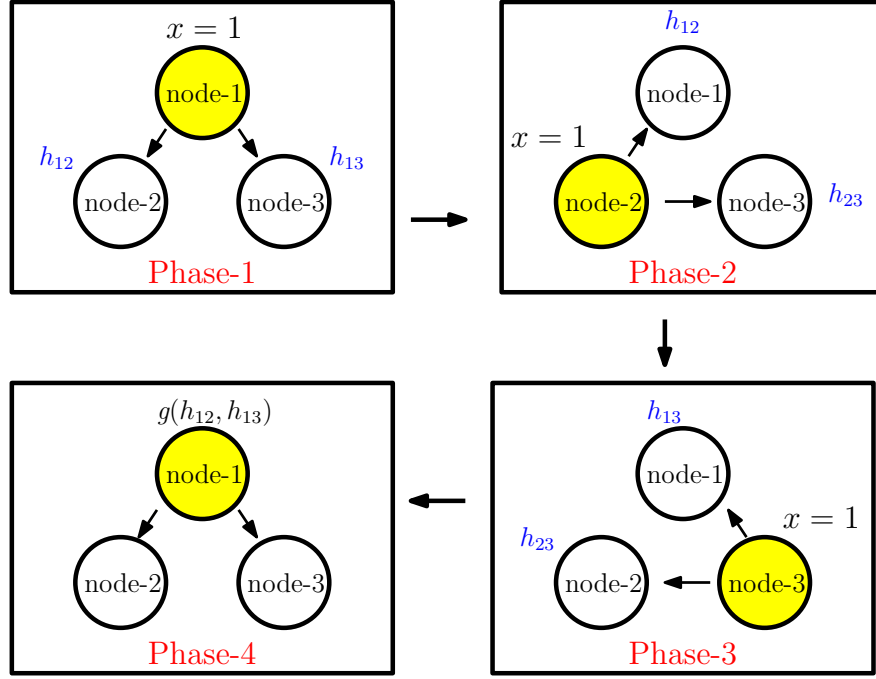 x = 1
node-1
h₁₂
h₁₃
node-2
node-3
Phase-1
h₁₂
node-1
x = 1
node-2
node-3
h₂₃
Phase-2
g(h₁₂, h₁₃)
node-1
node-2
node-3
Phase-4
h₁₃
node-1
x = 1
h₂₃
node-2
node-3
Phase-3